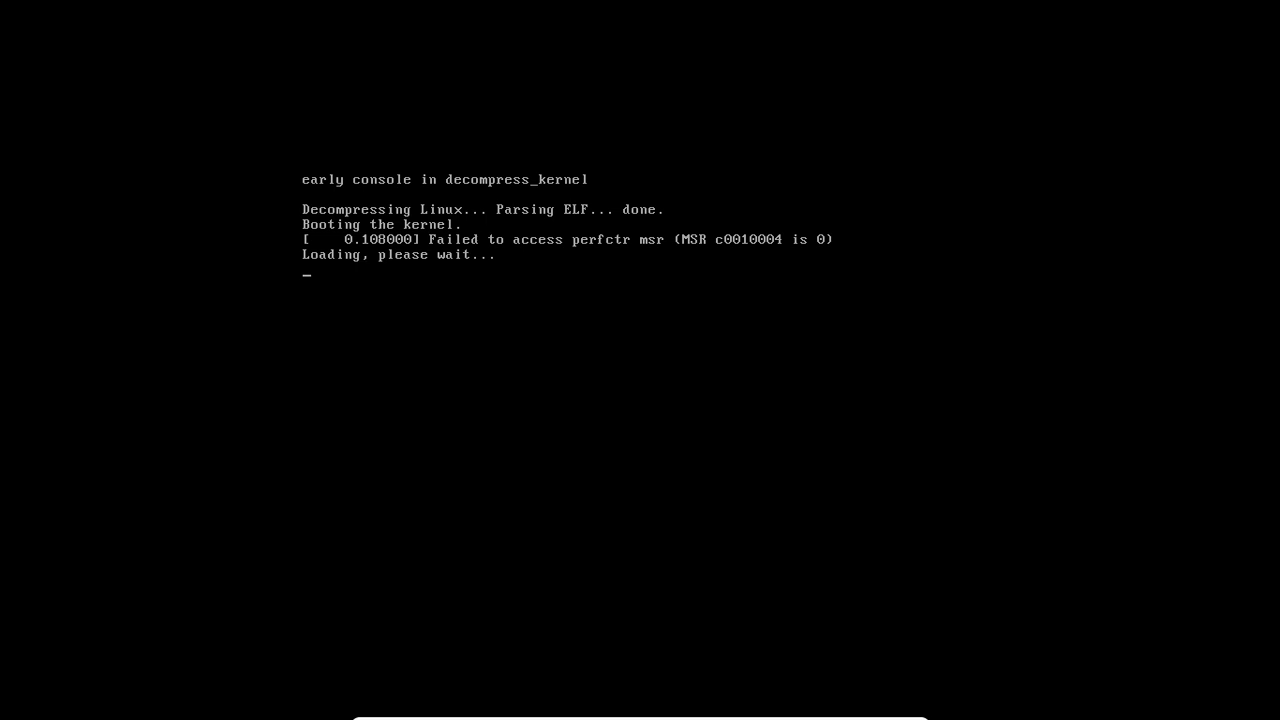 early console in decompress_kernel
Decompressing Linux... Parsing ELF... done.
Booting the kernel.
[    0.108000] Failed to access perfctr msr (MSR c0010004 is 0)
Loading, please wait...